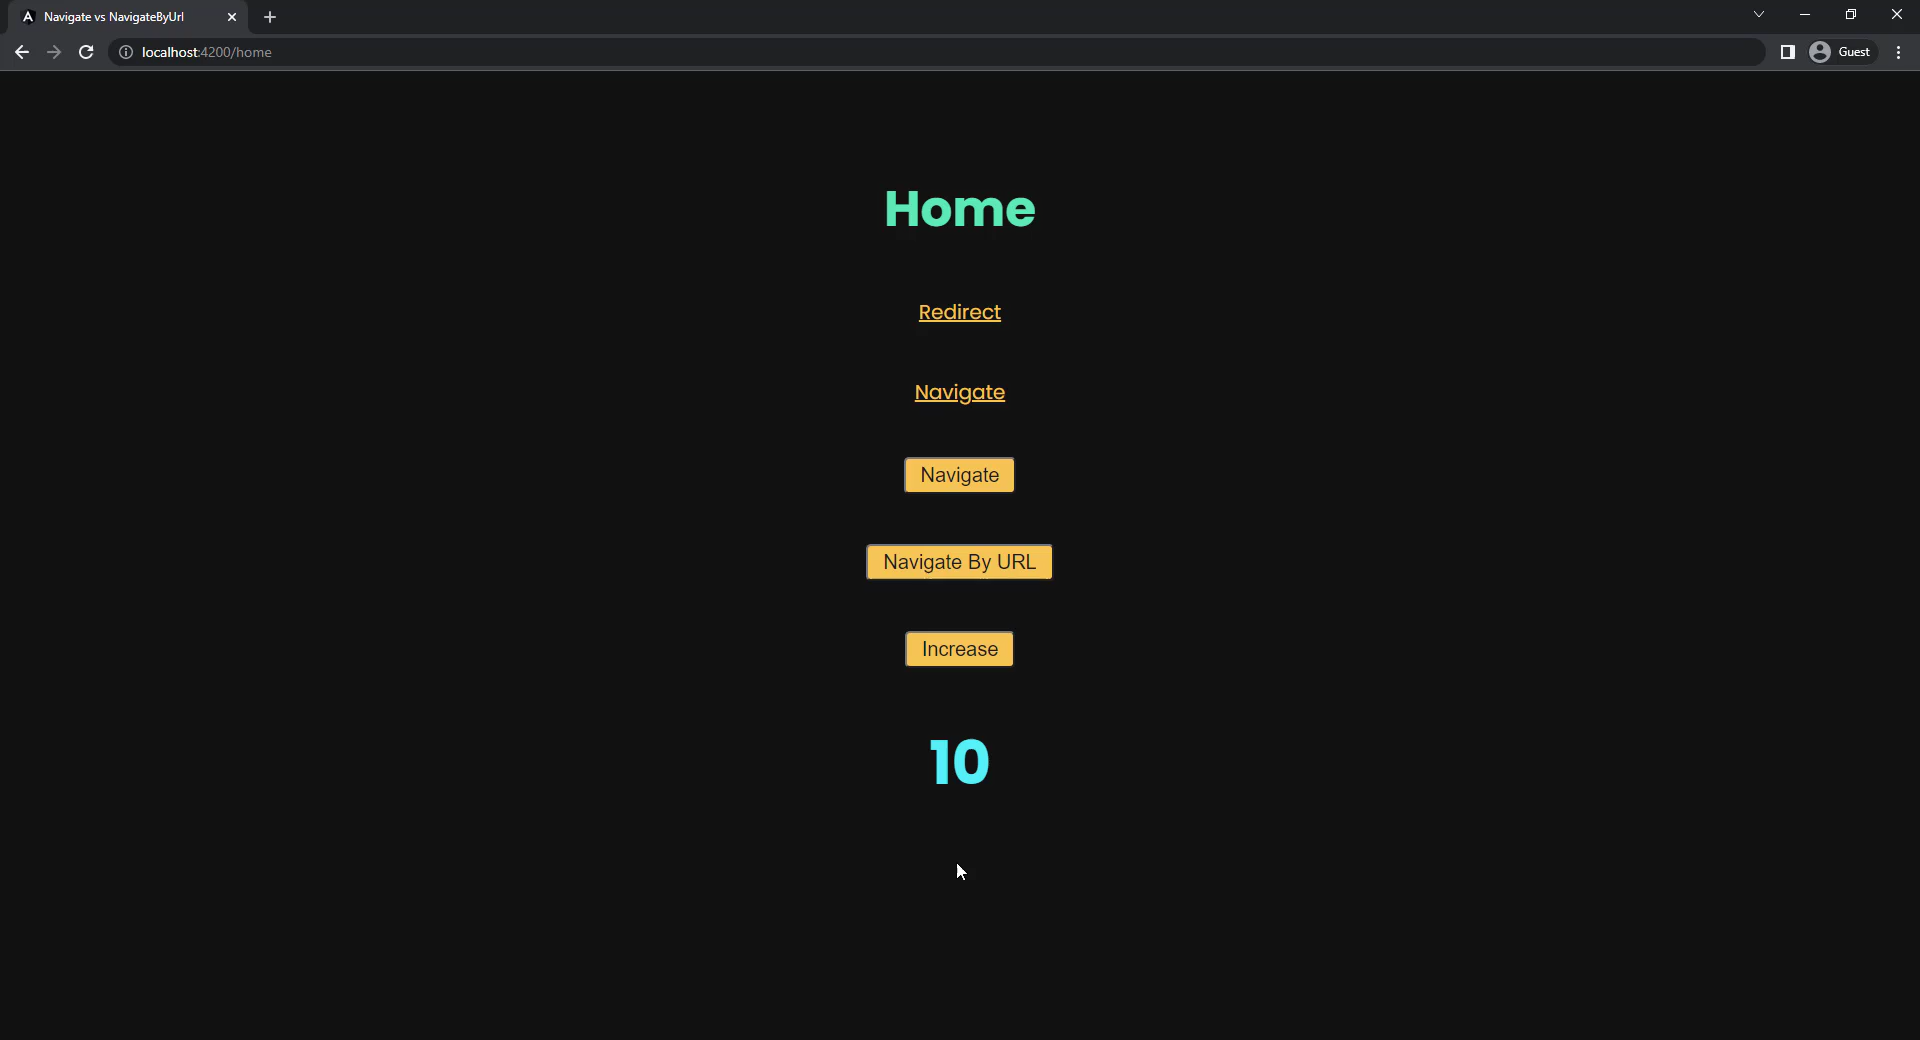 Navigate vs NavigateByUrl
localhost:4200/home
Guest
Home
Redirect
Navigate
Navigate
Navigate By URL
Increase
10